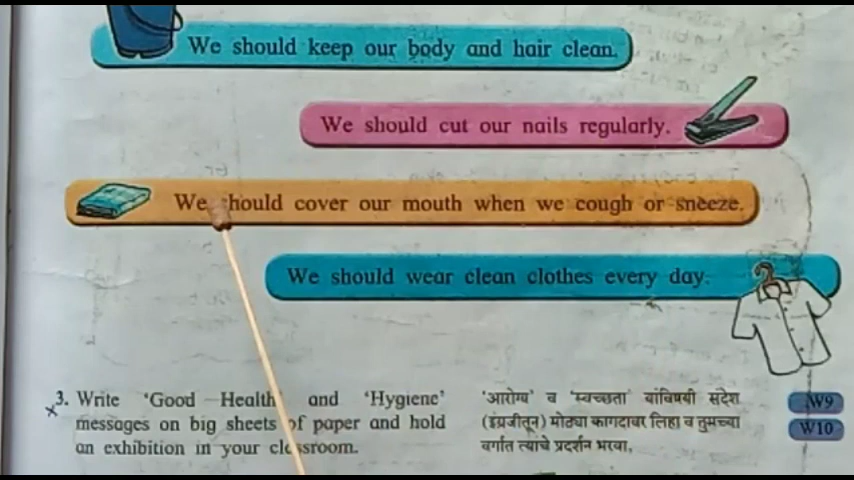 We should keep our body and hair clean.
We should cut our nails regularly.
We should cover our mouth when we cough or sneeze.
We should wear clean clothes every day.
3. Write 'Good Health' and 'Hygiene'
messages on big sheets of paper and hold
an exhibition in your classroom.
'आरोग्य' व 'स्वच्छता' यांविषयी संदेश
(इंग्रजीतून) मोठ्या कागदावर लिहा व तुमच्या
वर्गात त्यांचे प्रदर्शन भरवा.
W9
W10